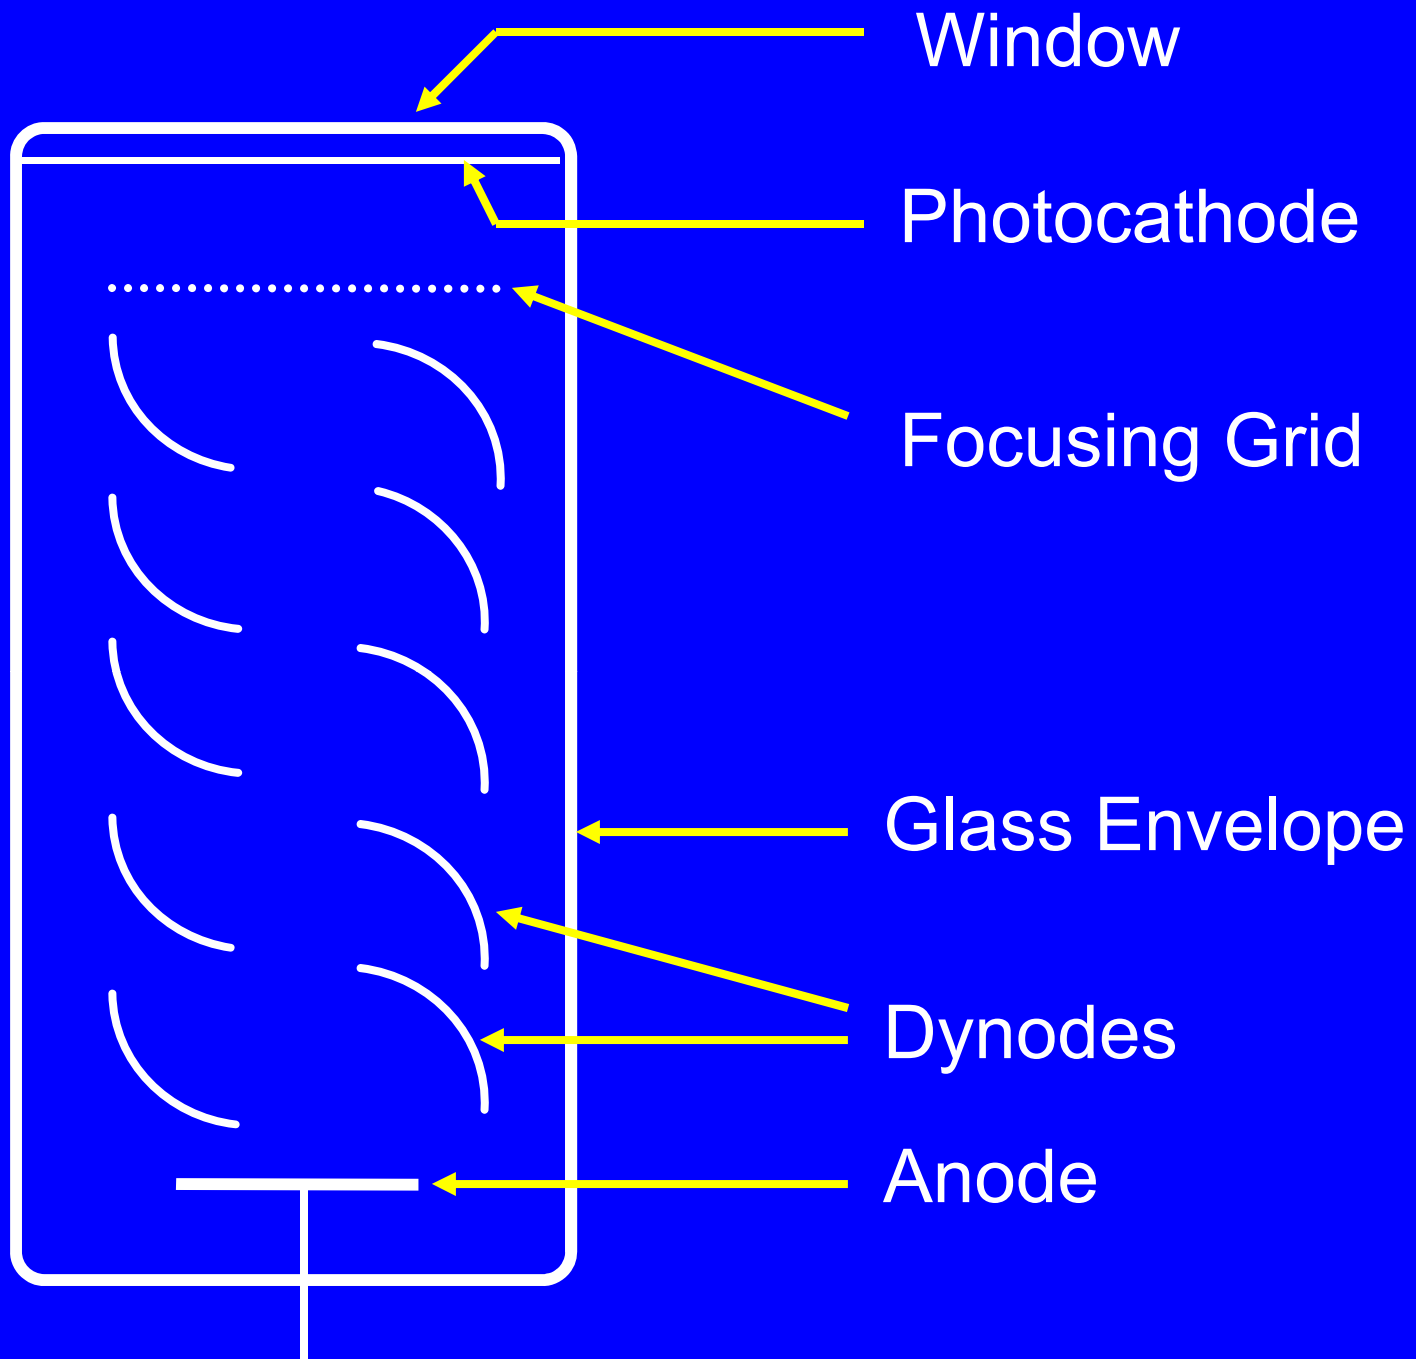 Window
Photocathode
Focusing Grid
Glass Envelope
Dynodes
Anode